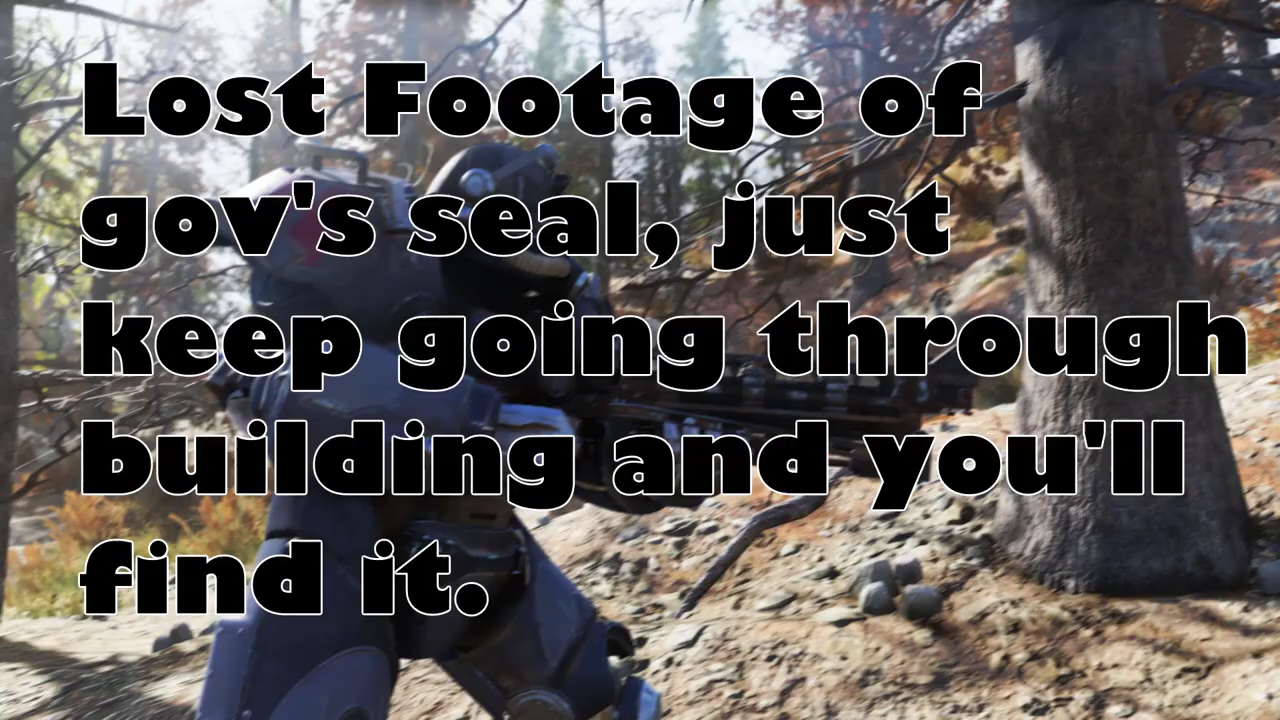 Lost Footage of
gov's seal, just
keep going through
building and you'll
find it.